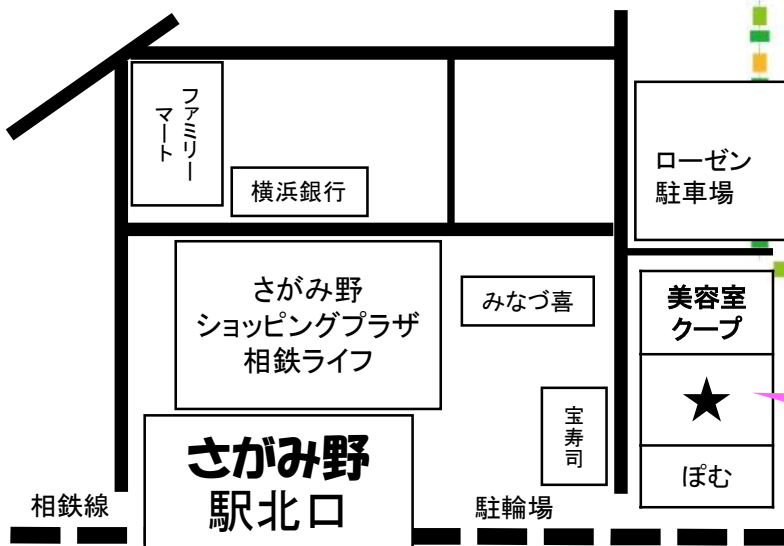 ファミリー
マート
横浜銀行
ローゼン
駐車場
さがみ野
ショッピングプラザ
相鉄ライフ
みなづ喜
美容室
クープ
★
宝寿司
ぽむ
さがみ野
駅北口
相鉄線
駐輪場